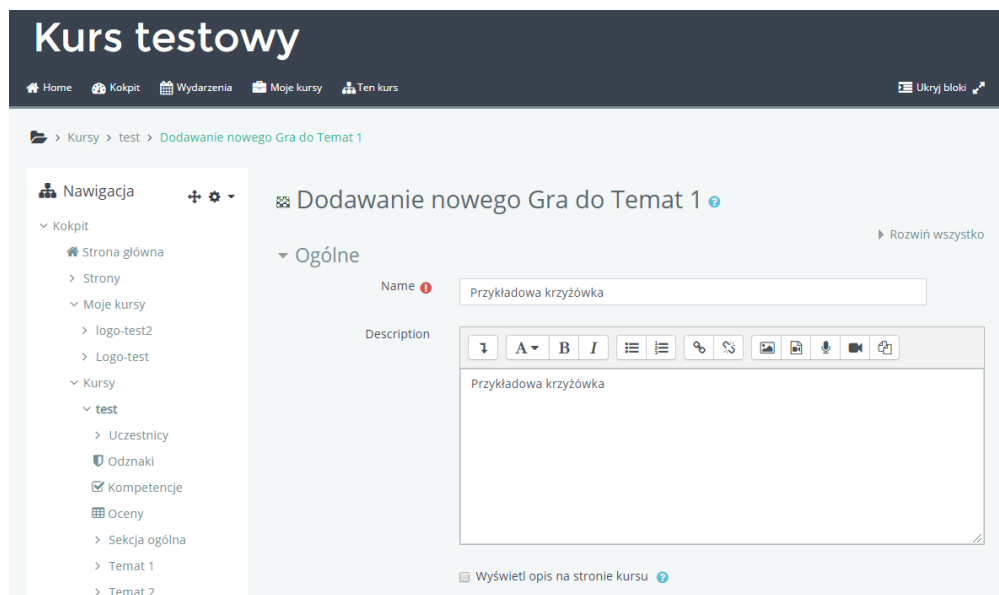 Kurs testowy
Home Kokpit Wydarzenia Moje kursy Ten kurs Ukryj bloki
> Kursy > test > Dodawanie nowego Gra do Temat 1
Nawigacja
Kokpit
Strona główna
Strony
Moje kursy
logo-test2
Logo-test
Kursy
test
Uczestnicy
Odznaki
Kompetencje
Oceny
Sekcja ogólna
Temat 1
Temat 2
Dodawanie nowego Gra do Temat 1
Rozwiń wszystko
Ogólne
Name
Przykładowa krzyżówka
Description
A B I
Przykładowa krzyżówka
Wyświetl opis na stronie kursu